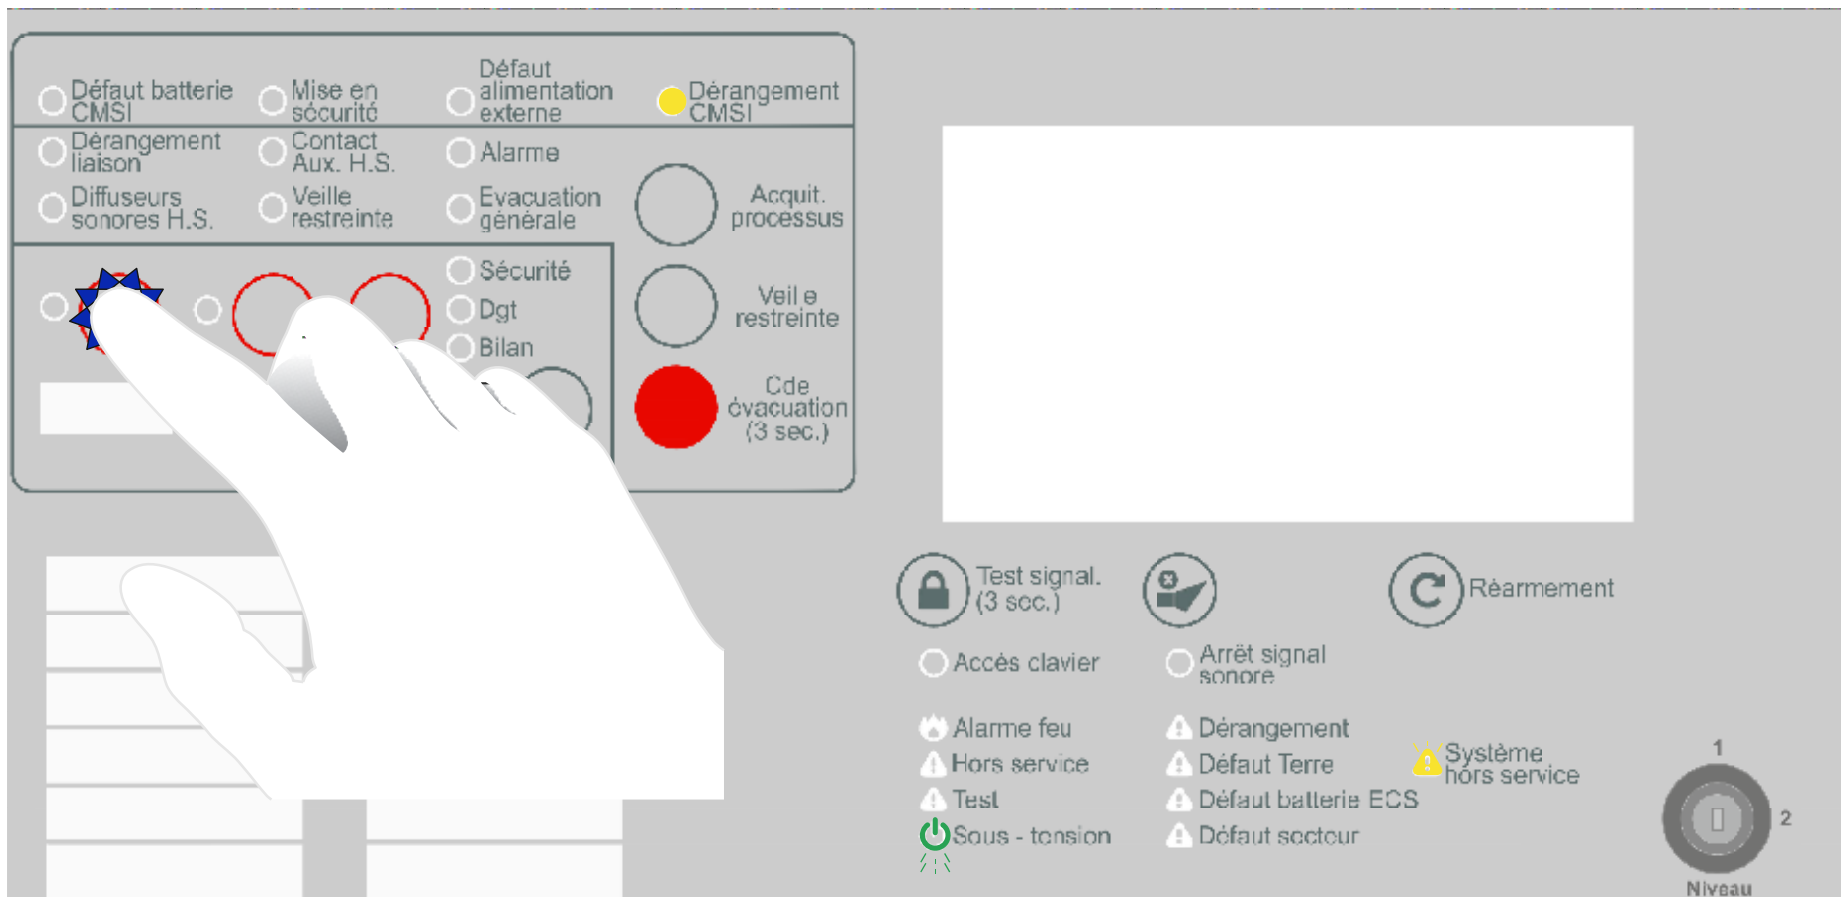 Défaut batterie
CMSI
Mise en
sécurité
Défaut
alimentation
externe
Dérangement
CMSI
Dérangement
liaison
Contact
Aux. H.S.
Alarme
Diffuseurs
sonores H.S.
Veille
restreinte
Evacuation
générale
Acquit.
processus
Sécurité
Dgt
Bilan
Veille
restreinte
Cde
évacuation
(3 sec.)
Test signal.
(3 sec.)
Réarmement
Accès clavier
Arrêt signal
sonore
Alarme feu
Hors service
Test
Sous - tension
Dérangement
Défaut Terre
Défaut batterie ECS
Défaut secteur
Système
hors service
1
2
Niveau